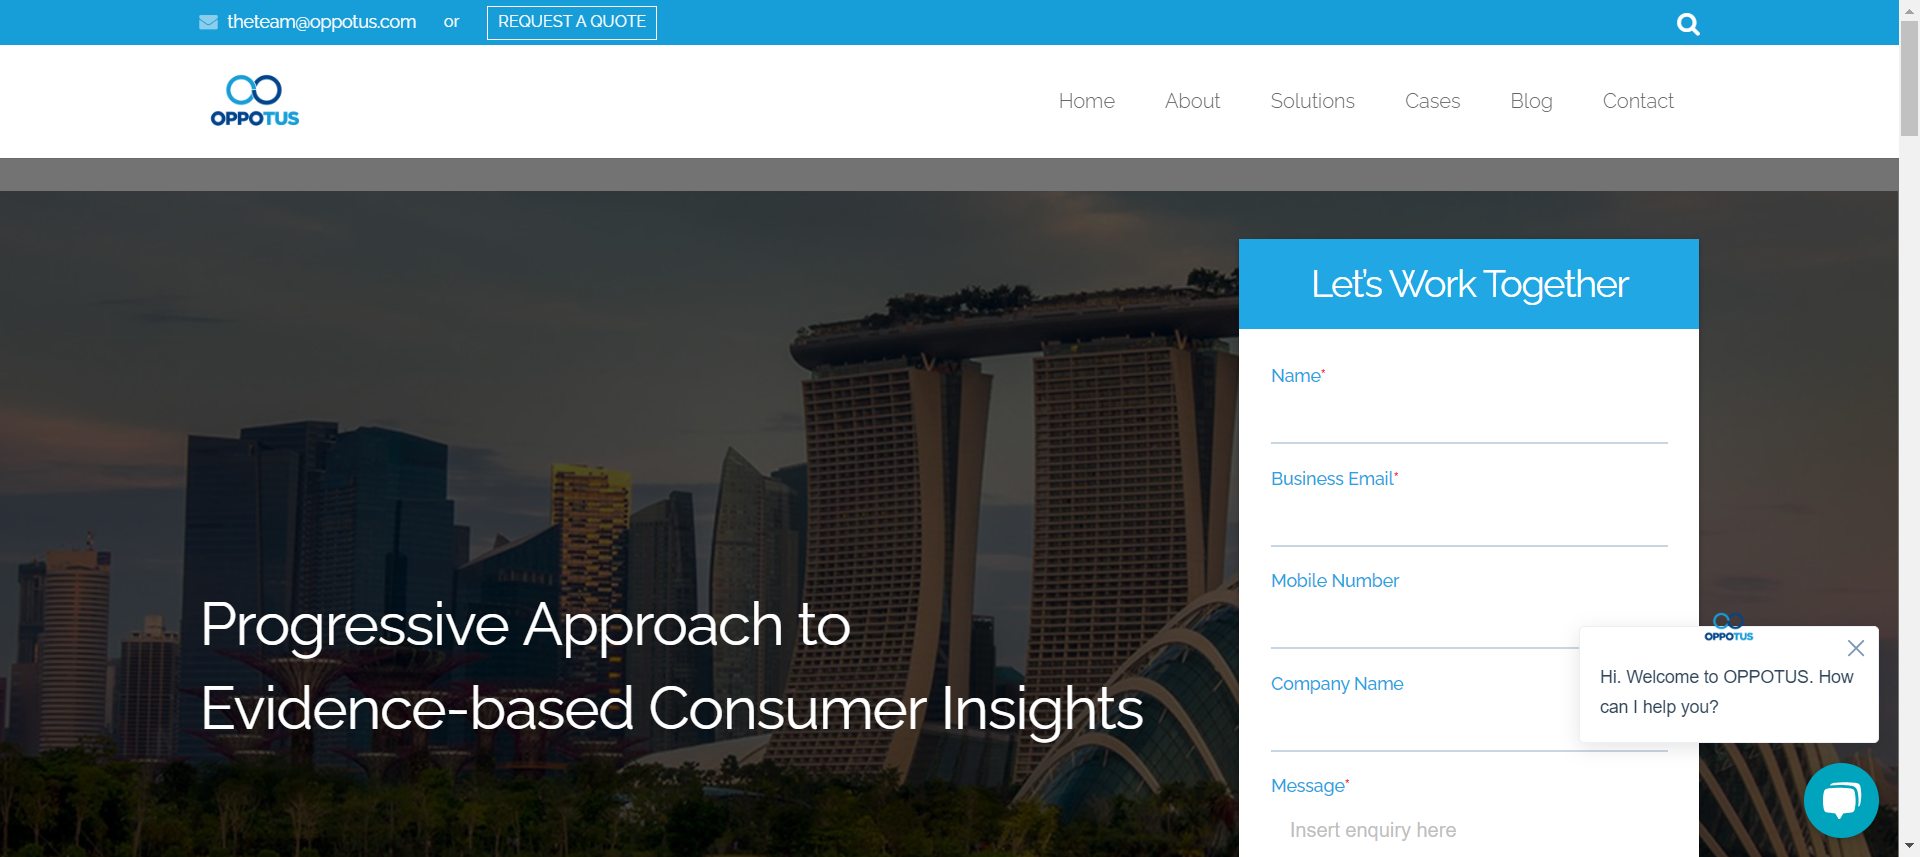 theteam@oppotus.com or REQUEST A QUOTE
OPPOTUS
Home About Solutions Cases Blog Contact
Let's Work Together
Name*
Business Email*
Mobile Number
Company Name
Message*
Insert enquiry here
Progressive Approach to
Evidence-based Consumer Insights
OPPOTUS
Hi. Welcome to OPPOTUS. How
can I help you?